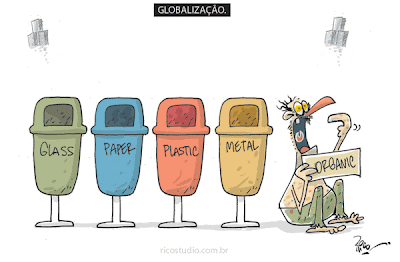 GLOBALIZAÇÃO.
GLASS
PAPER
PLASTIC
METAL
ORGANIC
ricostudio.com.br